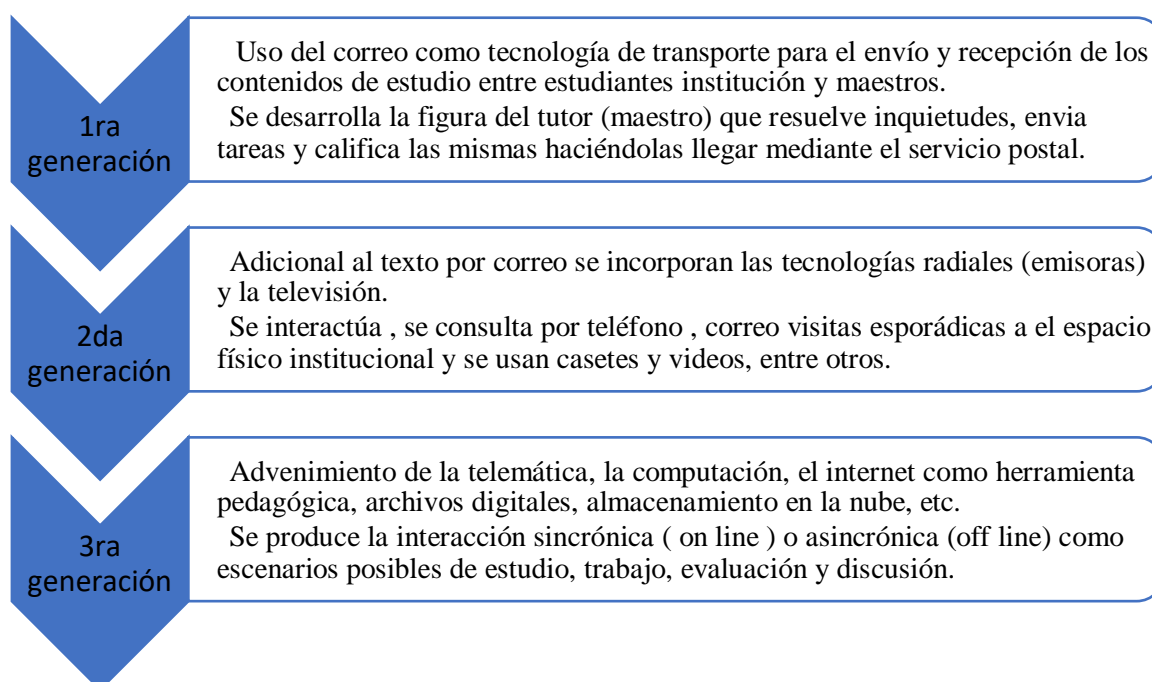 1ra
generación
Uso del correo como tecnología de transporte para el envío y recepción de los
contenidos de estudio entre estudiantes institución y maestros.
Se desarrolla la figura del tutor (maestro) que resuelve inquietudes, envia
tareas y califica las mismas haciéndolas llegar mediante el servicio postal.
2da
generación
Adicional al texto por correo se incorporan las tecnologías radiales (emisoras)
y la televisión.
Se interactúa , se consulta por teléfono , correo visitas esporádicas a el espacio
físico institucional y se usan casetes y videos, entre otros.
3ra
generación
Advenimiento de la telemática, la computación, el internet como herramienta
pedagógica, archivos digitales, almacenamiento en la nube, etc.
Se produce la interacción sincrónica ( on line ) o asincrónica (off line) como
escenarios posibles de estudio, trabajo, evaluación y discusión.